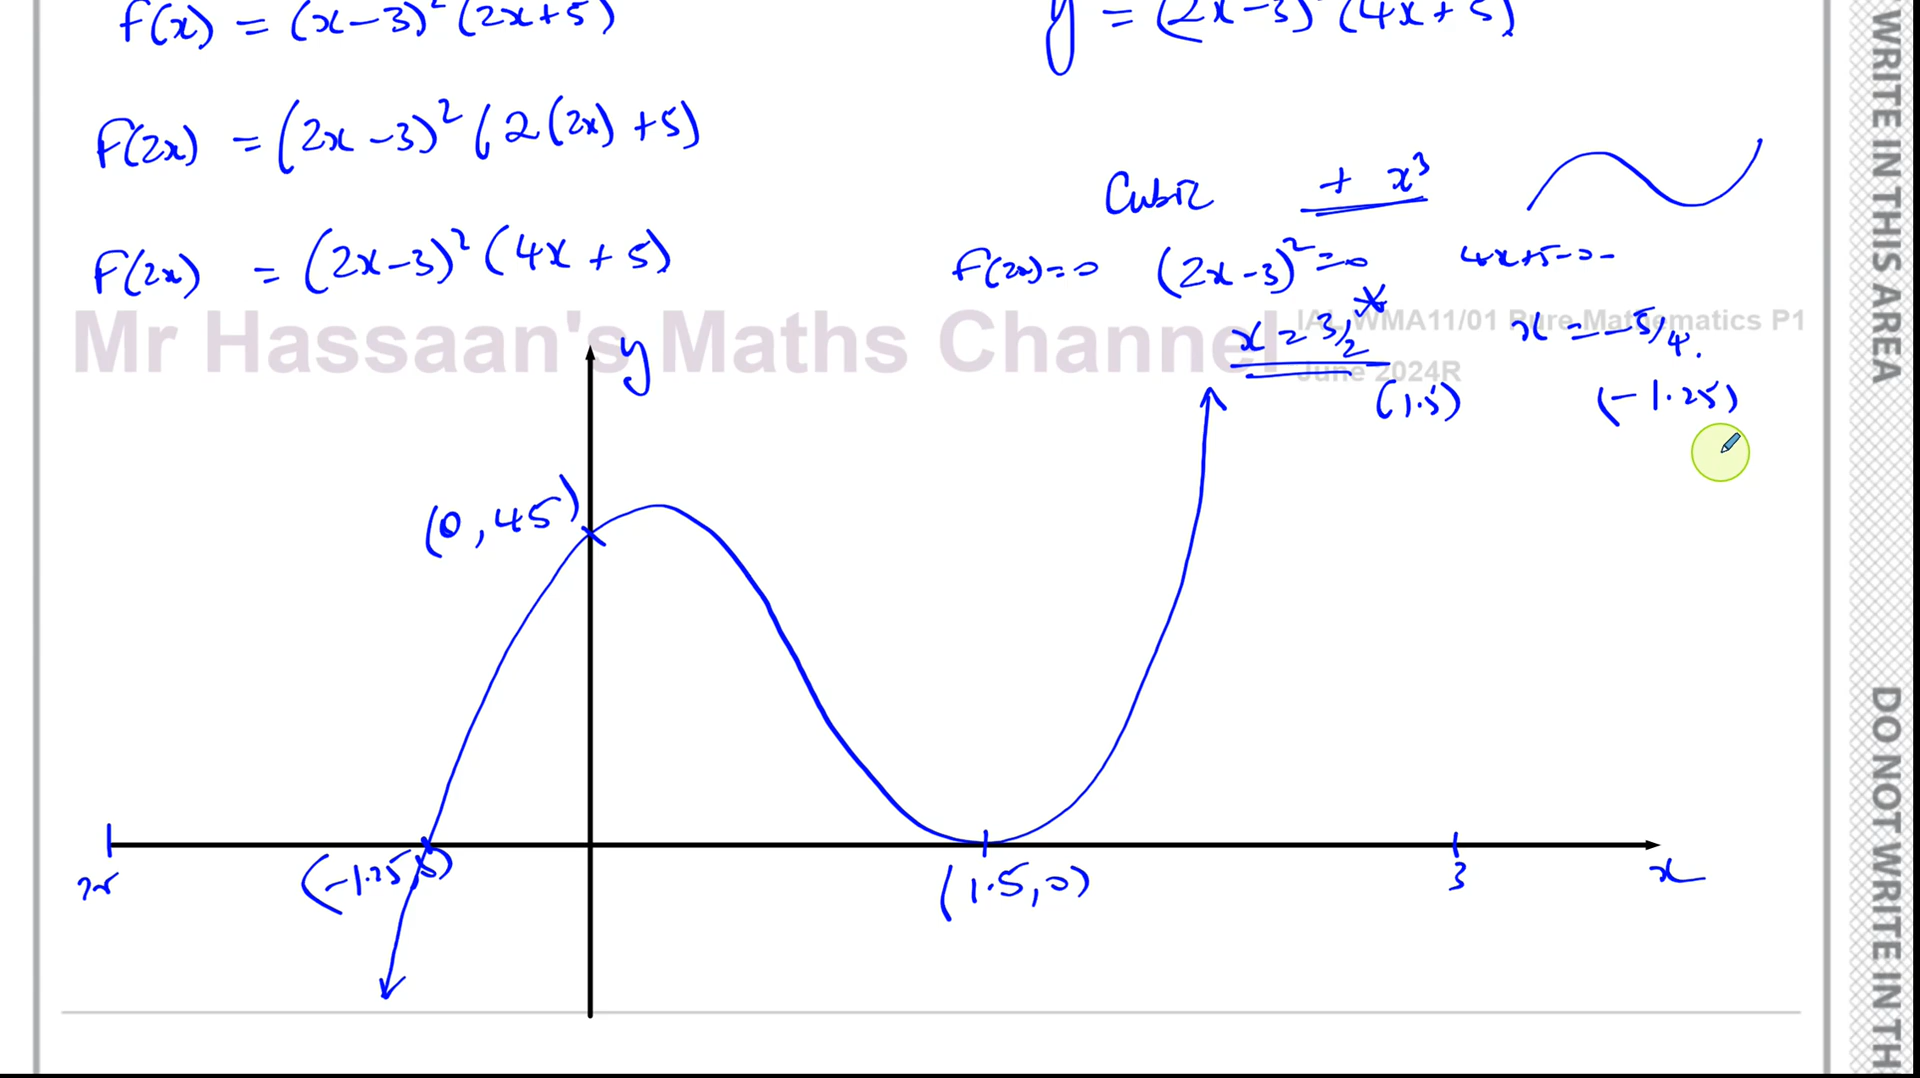 f(x) = (x-3)² (2x+5)
y = (2x-3)² (4x+5)
f(2x) = (2x-3)² (2(2x)+5)
Cubic + x³
f(2x) = (2x-3)² (4x+5)
f(2x)=0 (2x-3)²=0 4x+5=0
x = 3/2 * x = -5/4.
Mr Hassaan's Maths Channel
IAL WMA11/01 Pure Mathematics P1
June 2024R
(1.5) (-1.25)
y
(0, 45)
(-1.25,0)
(1.5,0)
3
x
WRITE IN THIS AREA
DO NOT WRITE IN TH